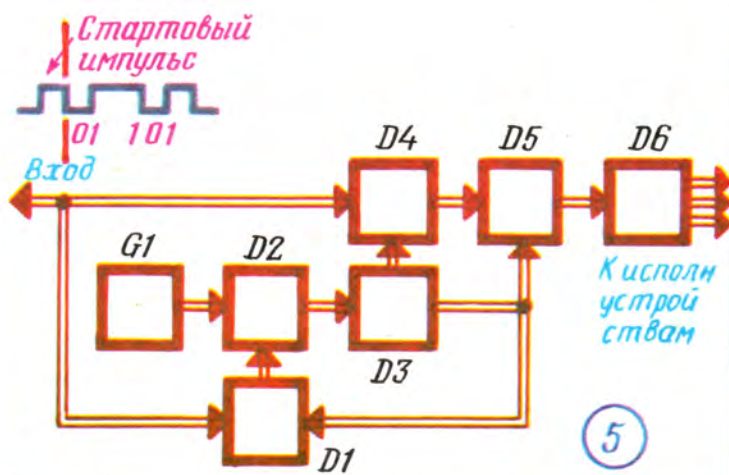 Стартовый
импульс
01 101
Вход
D4 D5 D6
G1 D2
К исполн
устрой
ствам
D3
D1
5